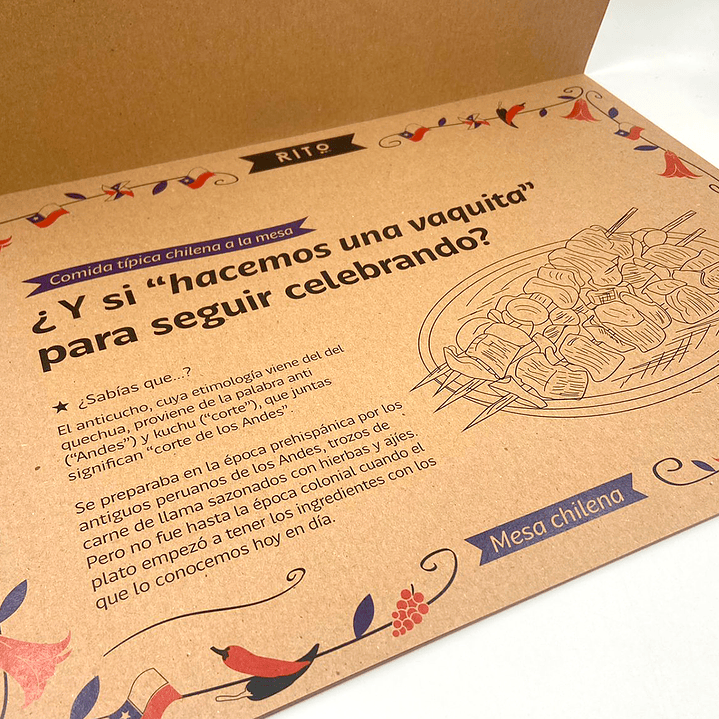 RITO
Comida típica chilena a la mesa
¿Y si “hacemos una vaquita”
para seguir celebrando?
¿Sabías que...?
El anticucho, cuya etimología viene del del
quechua, proviene de la palabra anti
(“Andes”) y kuchu (“corte”), que juntas
significan “corte de los Andes”.
Se preparaba en la época prehispánica por los
antiguos peruanos de los Andes, trozos de
carne de llama sazonados con hierbas y ajíes.
Pero no fue hasta la época colonial cuando el
plato empezó a tener los ingredientes con los
que lo conocemos hoy en día.
Mesa chilena